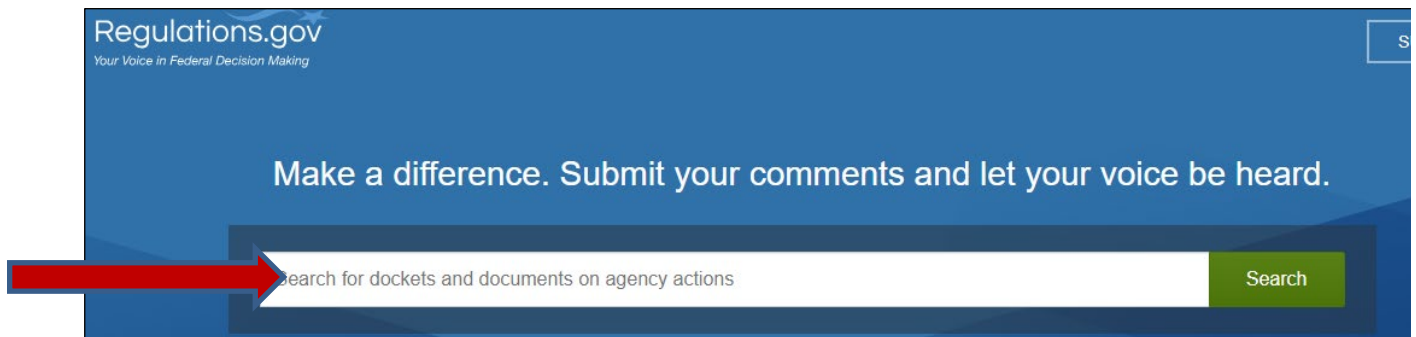 Regulations.gov
Your Voice in Federal Decision Making
Make a difference. Submit your comments and let your voice be heard.
Search for dockets and documents on agency actions
Search